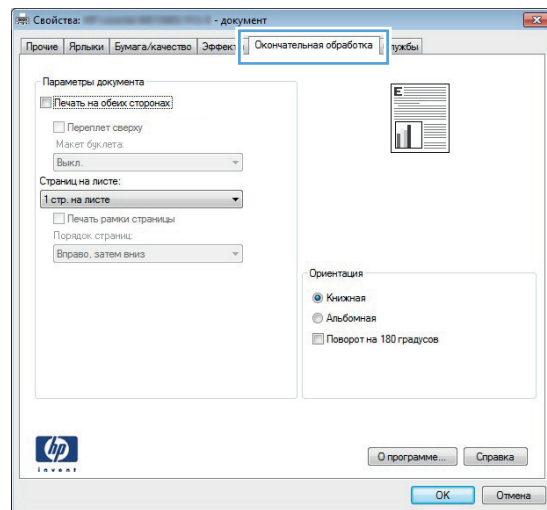 Свойства: - документ
Прочие Ярлыки Бумага/качество Эффекты Окончательная обработка
Параметры документа
Печать на обеих сторонах
Переплет сверху
Макет буклета:
Выкл.
Страниц на листе:
1 стр. на листе
Печать рамки страницы
Порядок страниц:
Вправо, затем вниз
E
Ориентация
Книжная
Альбомная
Поворот на 180 градусов
hp
invent
О программе... Справка
OK Отмена